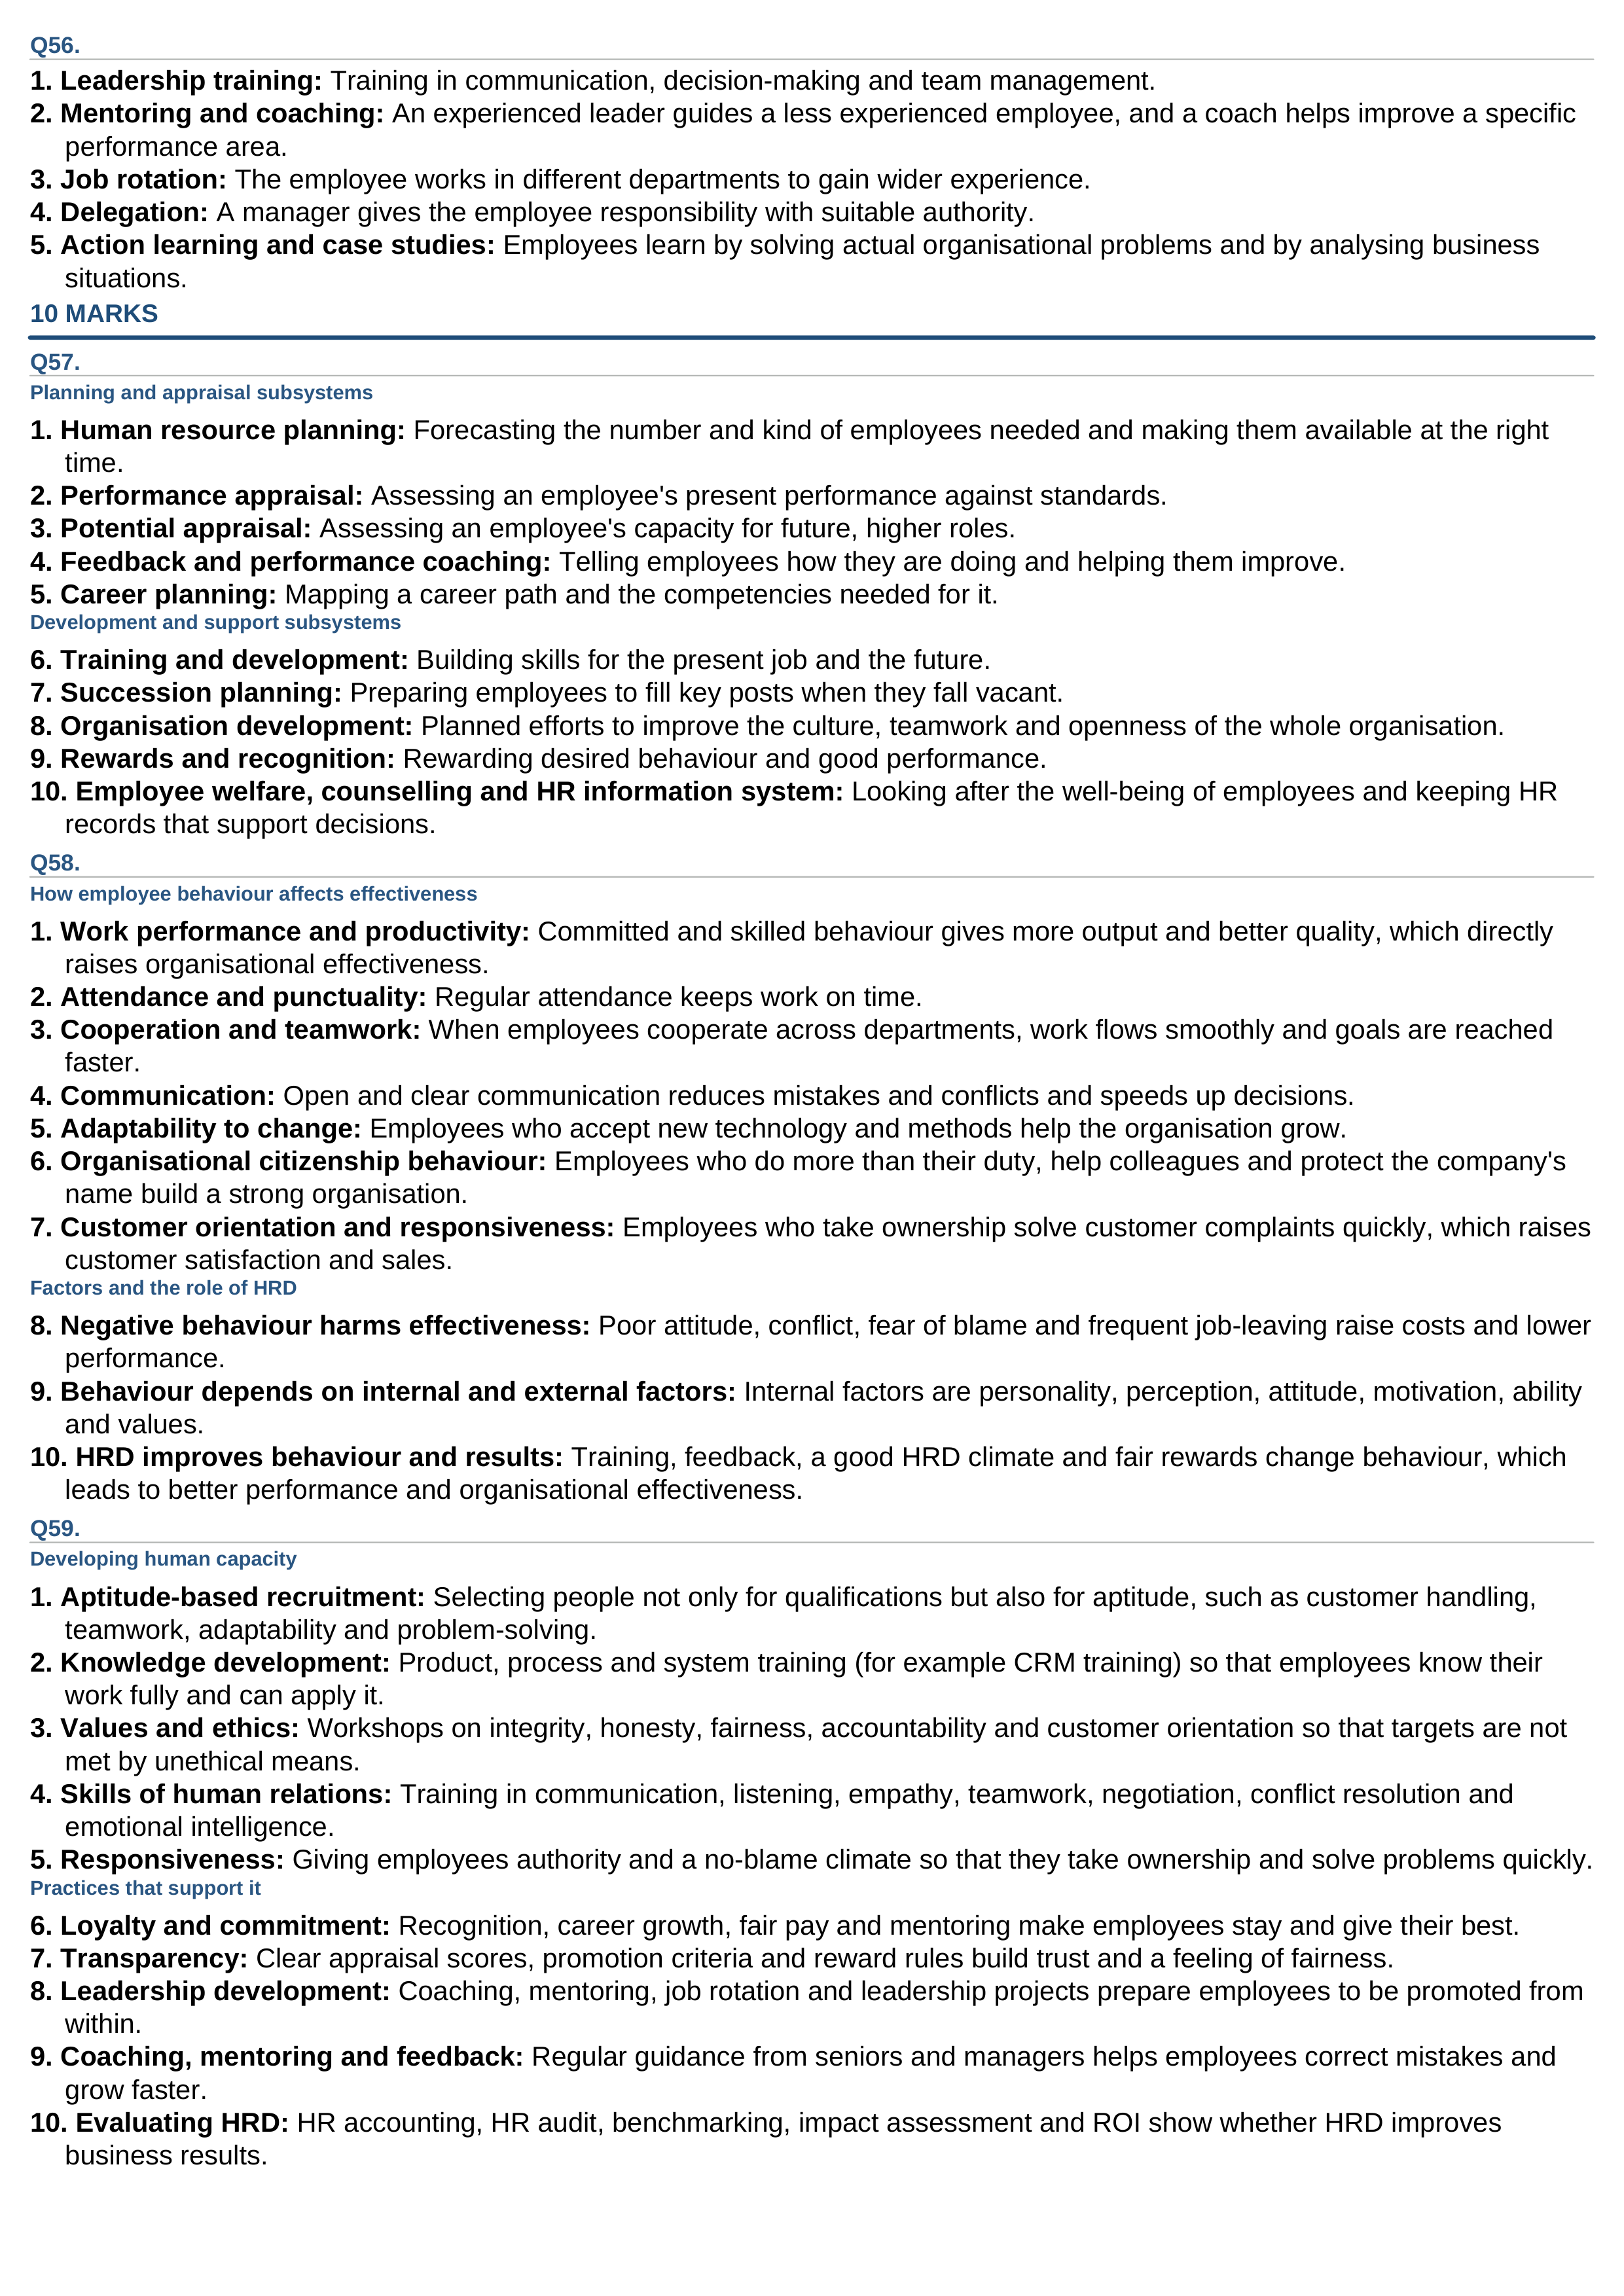 Q56.
1. Leadership training: Training in communication, decision-making and team management.
2. Mentoring and coaching: An experienced leader guides a less experienced employee, and a coach helps improve a specific
performance area.
3. Job rotation: The employee works in different departments to gain wider experience.
4. Delegation: A manager gives the employee responsibility with suitable authority.
5. Action learning and case studies: Employees learn by solving actual organisational problems and by analysing business
situations.
10 MARKS
Q57.
Planning and appraisal subsystems
1. Human resource planning: Forecasting the number and kind of employees needed and making them available at the right
time.
2. Performance appraisal: Assessing an employee's present performance against standards.
3. Potential appraisal: Assessing an employee's capacity for future, higher roles.
4. Feedback and performance coaching: Telling employees how they are doing and helping them improve.
5. Career planning: Mapping a career path and the competencies needed for it.
Development and support subsystems
6. Training and development: Building skills for the present job and the future.
7. Succession planning: Preparing employees to fill key posts when they fall vacant.
8. Organisation development: Planned efforts to improve the culture, teamwork and openness of the whole organisation.
9. Rewards and recognition: Rewarding desired behaviour and good performance.
10. Employee welfare, counselling and HR information system: Looking after the well-being of employees and keeping HR
records that support decisions.
Q58.
How employee behaviour affects effectiveness
1. Work performance and productivity: Committed and skilled behaviour gives more output and better quality, which directly
raises organisational effectiveness.
2. Attendance and punctuality: Regular attendance keeps work on time.
3. Cooperation and teamwork: When employees cooperate across departments, work flows smoothly and goals are reached
faster.
4. Communication: Open and clear communication reduces mistakes and conflicts and speeds up decisions.
5. Adaptability to change: Employees who accept new technology and methods help the organisation grow.
6. Organisational citizenship behaviour: Employees who do more than their duty, help colleagues and protect the company's
name build a strong organisation.
7. Customer orientation and responsiveness: Employees who take ownership solve customer complaints quickly, which raises
customer satisfaction and sales.
Factors and the role of HRD
8. Negative behaviour harms effectiveness: Poor attitude, conflict, fear of blame and frequent job-leaving raise costs and lower
performance.
9. Behaviour depends on internal and external factors: Internal factors are personality, perception, attitude, motivation, ability
and values.
10. HRD improves behaviour and results: Training, feedback, a good HRD climate and fair rewards change behaviour, which
leads to better performance and organisational effectiveness.
Q59.
Developing human capacity
1. Aptitude-based recruitment: Selecting people not only for qualifications but also for aptitude, such as customer handling,
teamwork, adaptability and problem-solving.
2. Knowledge development: Product, process and system training (for example CRM training) so that employees know their
work fully and can apply it.
3. Values and ethics: Workshops on integrity, honesty, fairness, accountability and customer orientation so that targets are not
met by unethical means.
4. Skills of human relations: Training in communication, listening, empathy, teamwork, negotiation, conflict resolution and
emotional intelligence.
5. Responsiveness: Giving employees authority and a no-blame climate so that they take ownership and solve problems quickly.
Practices that support it
6. Loyalty and commitment: Recognition, career growth, fair pay and mentoring make employees stay and give their best.
7. Transparency: Clear appraisal scores, promotion criteria and reward rules build trust and a feeling of fairness.
8. Leadership development: Coaching, mentoring, job rotation and leadership projects prepare employees to be promoted from
within.
9. Coaching, mentoring and feedback: Regular guidance from seniors and managers helps employees correct mistakes and
grow faster.
10. Evaluating HRD: HR accounting, HR audit, benchmarking, impact assessment and ROI show whether HRD improves
business results.